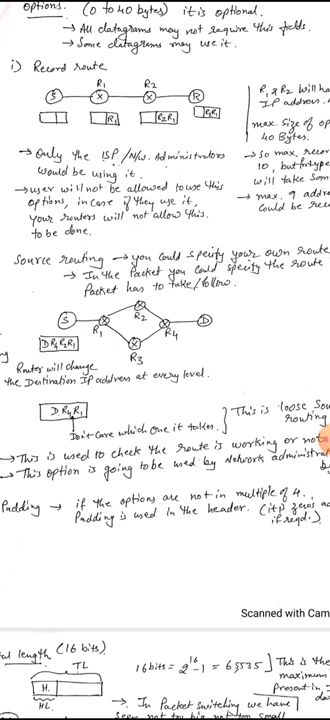 options. (0 to 40 bytes) it is optional.
→ All datagrams may not require this fields.
→ Some datagrams may use it.
i) Record route
R1 R2
S X X R
R1 R2R1 R2R1
R1 & R2 will ha
IP address.
max. size of op
40 Bytes.
→ Only the ISP/N/w. Administrators
would be using it.
→ user will not be allowed to use this
options, in case if they use it,
your routers will not allow this.
to be done.
→ So max, recor
10, but
will take som
→ max. 9 addre
could be rec
Source routing → you could specify your own route
→ In the Packet you could specify the route
Packet has to take/follow.
S R1 R2 R4 D
R3
D R4 R2 R1
Router will change
the Destination IP address at every level.
D R4 R1
Don't care which one it takes.
This is loose Sou
routing
→ This is used to check the route is working or not
→ This option is going to be used by Network administrat
by
Padding → if the options are not in multiple of 4.
Padding is used in the header. (it zeros
if reqd.)
Scanned with Cam
length (16 bits)
TL
H.
HL.
16 bits = 2^16 - 1 = 65535
This is the
maximum
Present in
→ In Packet switching we have